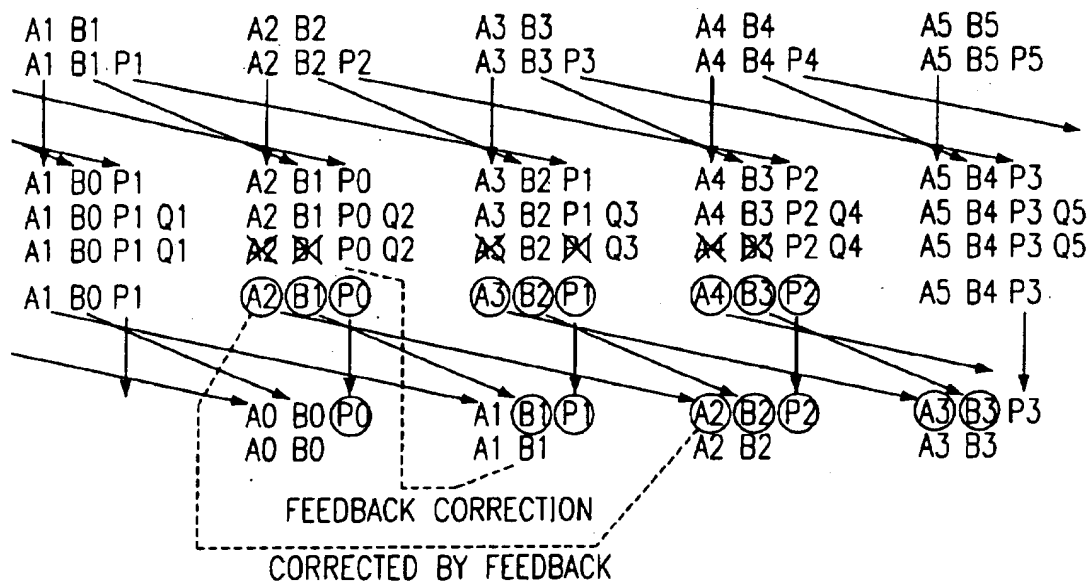 A1 B1 A2 B2 A3 B3 A4 B4 A5 B5
A1 B1 P1 A2 B2 P2 A3 B3 P3 A4 B4 P4 A5 B5 P5
A1 B0 P1 A2 B1 P0 A3 B2 P1 A4 B3 P2 A5 B4 P3
A1 B0 P1 Q1 A2 B1 P0 Q2 A3 B2 P1 Q3 A4 B3 P2 Q4 A5 B4 P3 Q5
A1 B0 P1 Q1 A2 B1 P0 Q2 A3 B2 P1 Q3 A4 B3 P2 Q4 A5 B4 P3 Q5
A1 B0 P1 A2 B1 P0 A3 B2 P1 A4 B3 P2 A5 B4 P3
A0 B0 P0 A1 B1 P1 A2 B2 P2 A3 B3 P3
A0 B0 A1 B1 A2 B2 A3 B3
FEEDBACK CORRECTION
CORRECTED BY FEEDBACK